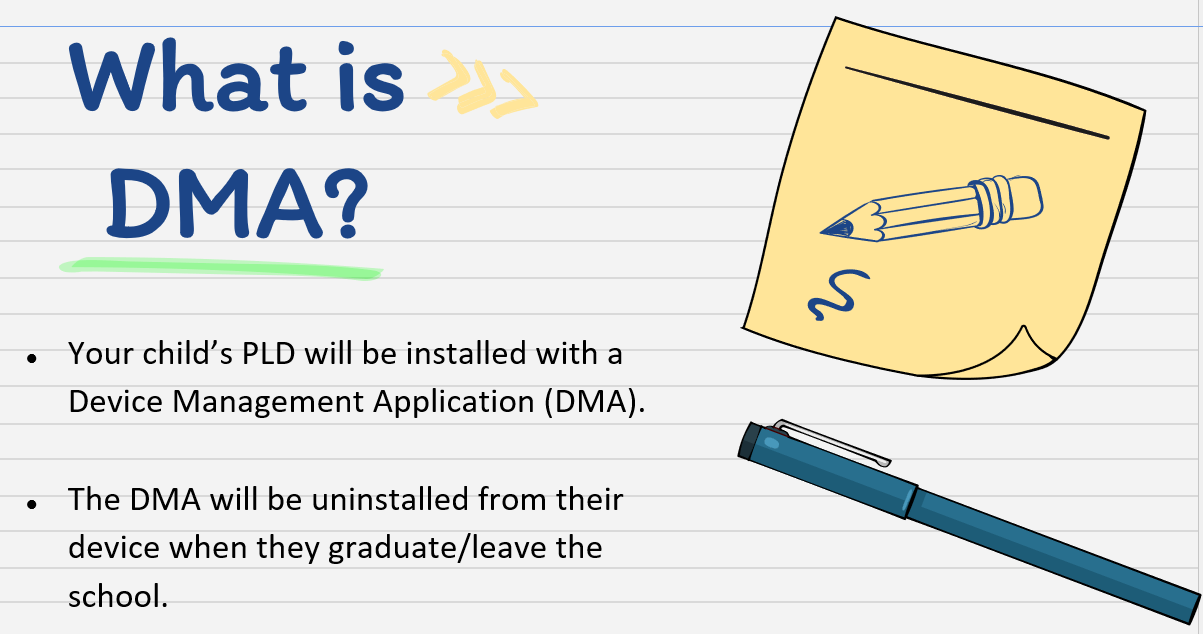 What is
DMA?
• Your child’s PLD will be installed with a
Device Management Application (DMA).
• The DMA will be uninstalled from their
device when they graduate/leave the
school.